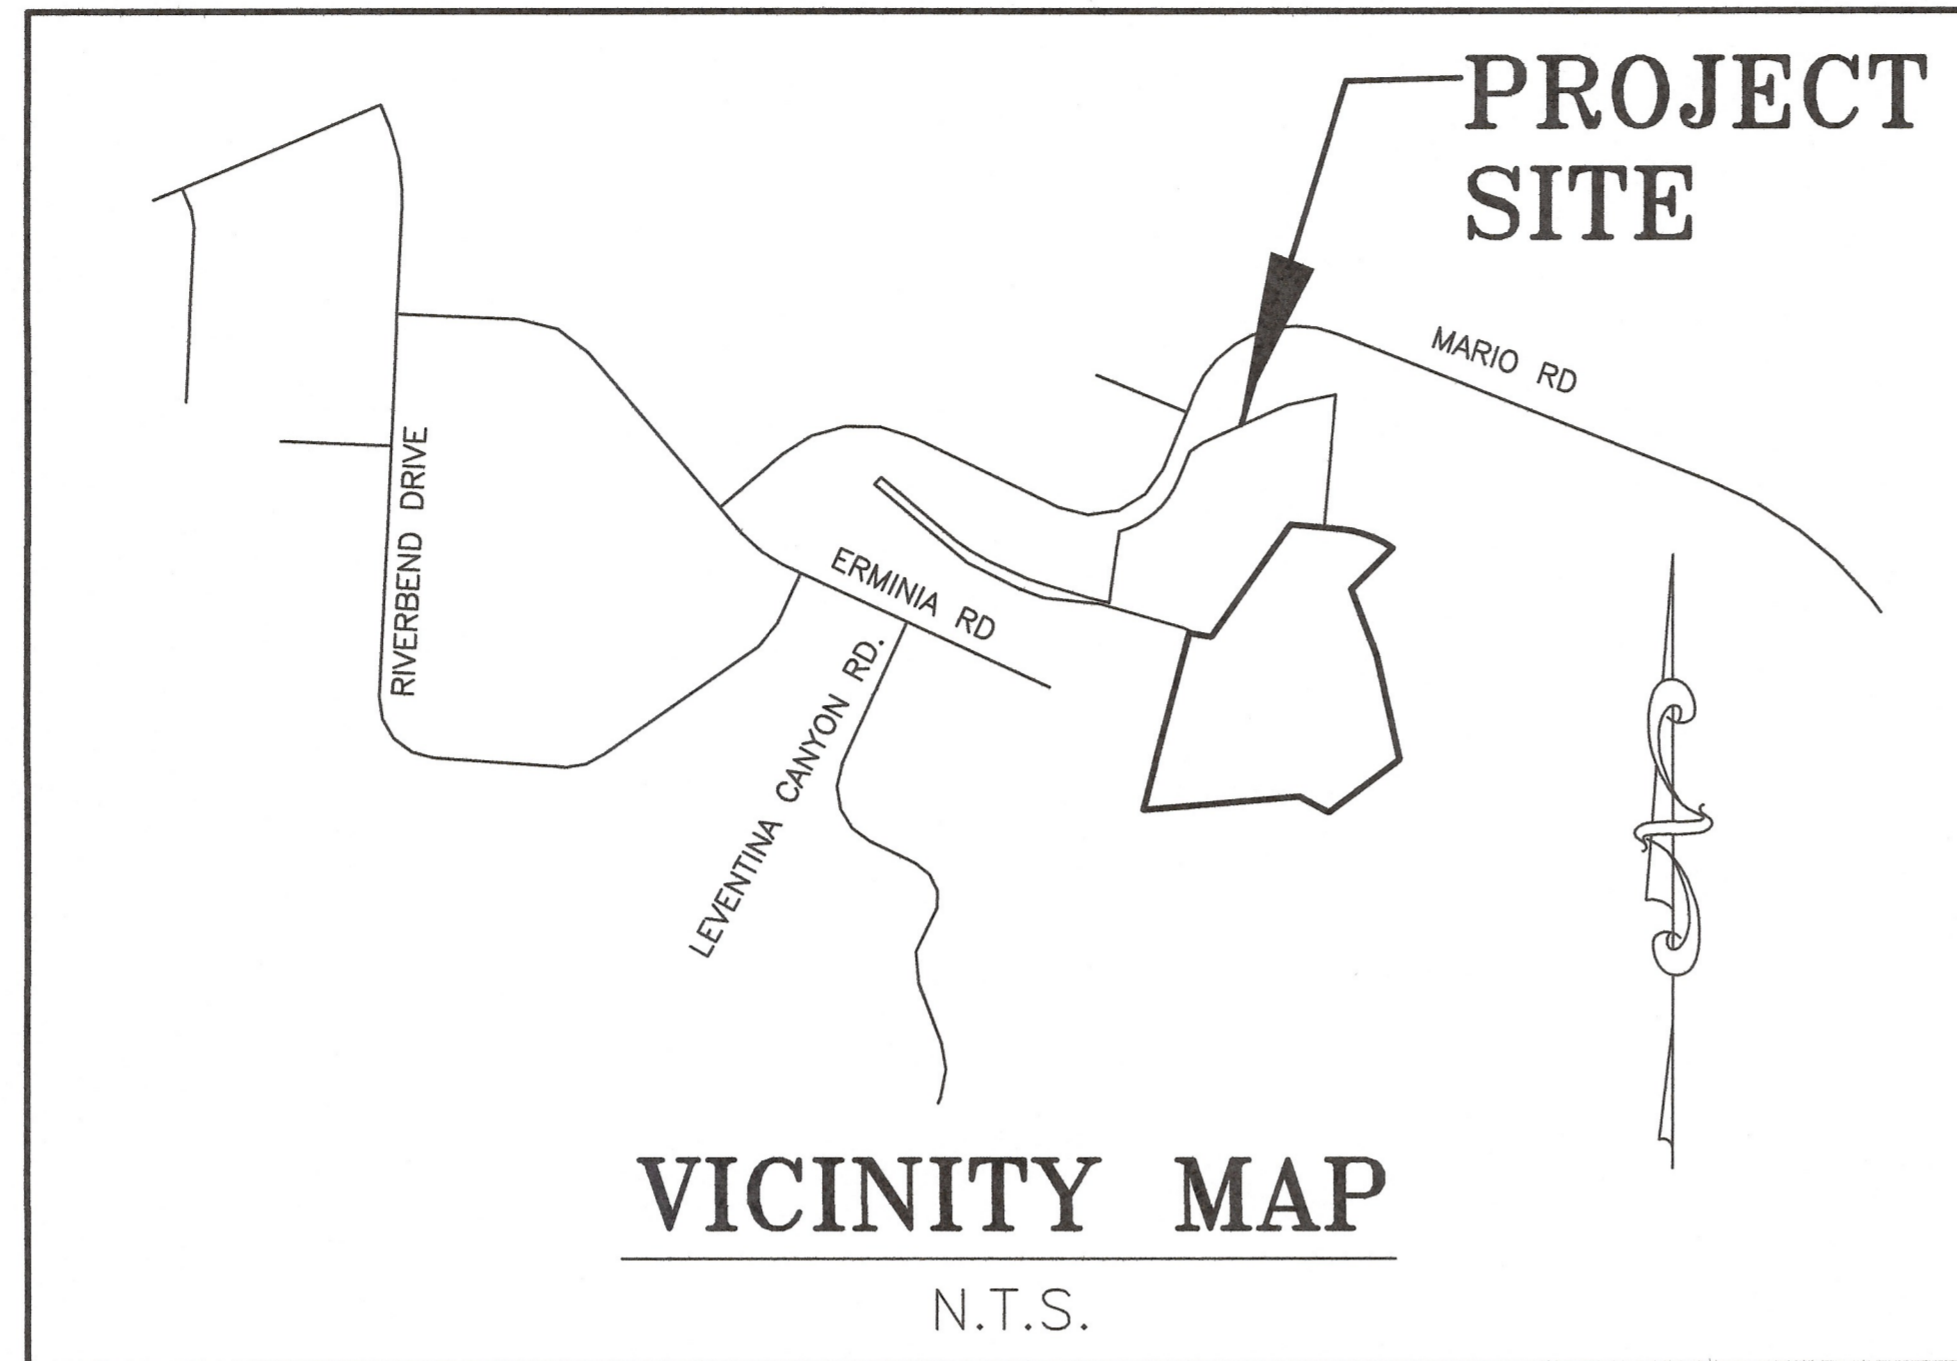 PROJECT
SITE
MARIO RD
RIVERBEND DRIVE
ERMINIA RD
LEVENTINA CANYON RD.
VICINITY MAP
N.T.S.